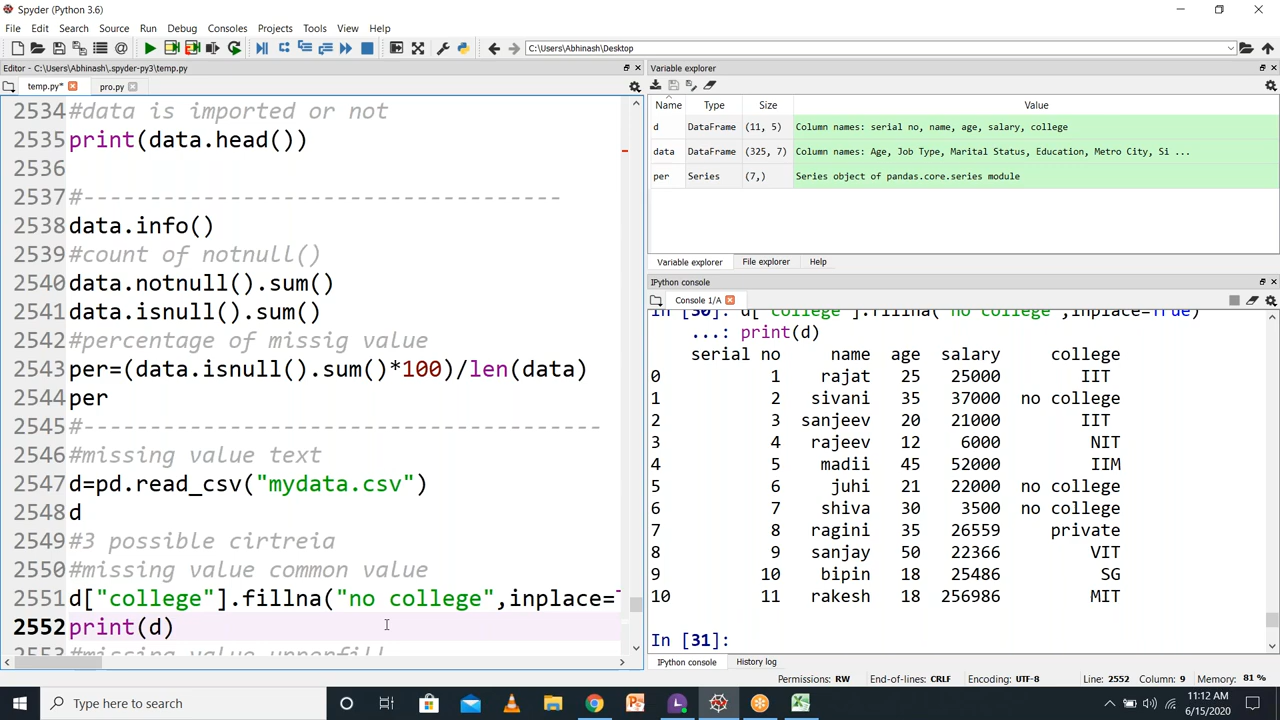 Spyder (Python 3.6)
File Edit Search Source Run Debug Consoles Projects Tools View Help
C:\Users\Abhinash\Desktop
Editor - C:\Users\Abhinash\.spyder-py3\temp.py
temp.py* pro.py
2534 #data is imported or not
2535 print(data.head())
2536
2537 #------------------------------------
2538 data.info()
2539 #count of notnull()
2540 data.notnull().sum()
2541 data.isnull().sum()
2542 #percentage of missig value
2543 per=(data.isnull().sum()*100)/len(data)
2544 per
2545 #---------------------------------------
2546 #missing value text
2547 d=pd.read_csv("mydata.csv")
2548 d
2549 #3 possible cirtreia
2550 #missing value common value
2551 d["college"].fillna("no college",inplace=T
2552 print(d)
2553 #missing value upperfill
Variable explorer
Name Type Size Value
d DataFrame (11, 5) Column names: serial no, name, age, salary, college
data DataFrame (325, 7) Column names: Age, Job Type, Marital Status, Education, Metro City, Si ...
per Series (7,) Series object of pandas.core.series module
Variable explorer File explorer Help
IPython console
Console 1/A
In [30]: d["college"].fillna("no college",inplace=True)
...: print(d)
serial no name age salary college
0 1 rajat 25 25000 IIT
1 2 sivani 35 37000 no college
2 3 sanjeev 20 21000 IIT
3 4 rajeev 12 6000 NIT
4 5 madii 45 52000 IIM
5 6 juhi 21 22000 no college
6 7 shiva 30 3500 no college
7 8 ragini 35 26559 private
8 9 sanjay 50 22366 VIT
9 10 bipin 18 25486 SG
10 11 rakesh 18 256986 MIT
In [31]:
IPython console History log
Permissions: RW End-of-lines: CRLF Encoding: UTF-8 Line: 2552 Column: 9 Memory: 81 %
Type here to search
11:12 AM
6/15/2020